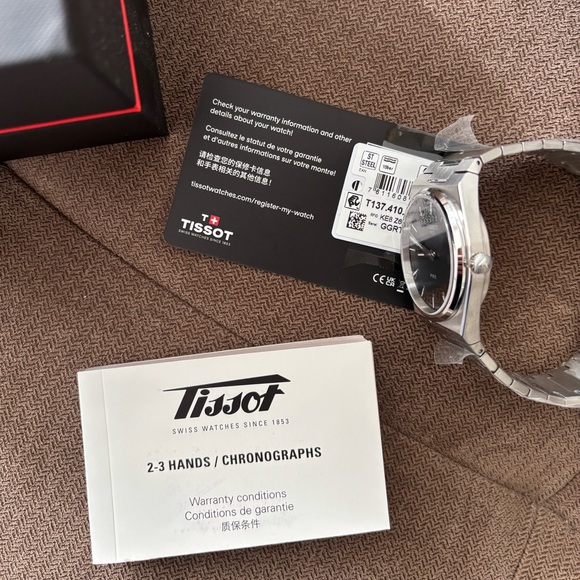 Check your warranty information and other
details about your watch!
Consultez le statut de votre garantie
et d'autres informations sur votre montre!
请检查您的保修卡信息
和手表相关的其他信息!
tissotwatches.com/register-my-watch
T+
TISSOT
SWISS WATCHES SINCE 1853
ST
STEEL
T137.410.
KE8
GGRT
CE
Tissot
SWISS WATCHES SINCE 1853
2-3 HANDS / CHRONOGRAPHS
Warranty conditions
Conditions de garantie
质保条件